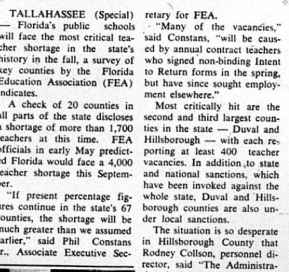 TALLAHASSEE (Special)
— Florida's public schools
will face the most critical tea-
cher shortage in the state's
history in the fall, a survey of
key counties by the Florida
Education Association (FEA)
indicates.
A check of 20 counties in
all parts of the state discloses
a shortage of more than 1,700
teachers at this time. FEA
officials in early May predict-
ed Florida would face a 4,000
teacher shortage this Septem-
ber.
"If present percentage fig-
ures continue in the state's 67
counties, the shortage will be
much greater than we assumed
earlier," said Phil Constans
Jr., Associate Executive Sec-
retary for FEA.
"Many of the vacancies,"
said Constans, "will be caus-
ed by annual contract teachers
who signed non-binding Intent
to Return forms in the spring,
but have since sought employ-
ment elsewhere."
Most critically hit are the
second and third largest coun-
ties in the state — Duval and
Hillsborough — with each re-
porting at least 400 teacher
vacancies. In addition to state
and national sanctions, which
have been invoked against the
whole state, Duval and Hills-
borough counties are also un-
der local sanctions.
The situation is so desperate
in Hillsborough County that
Rodney Collson, personnel di-
rector, said "The Administra-